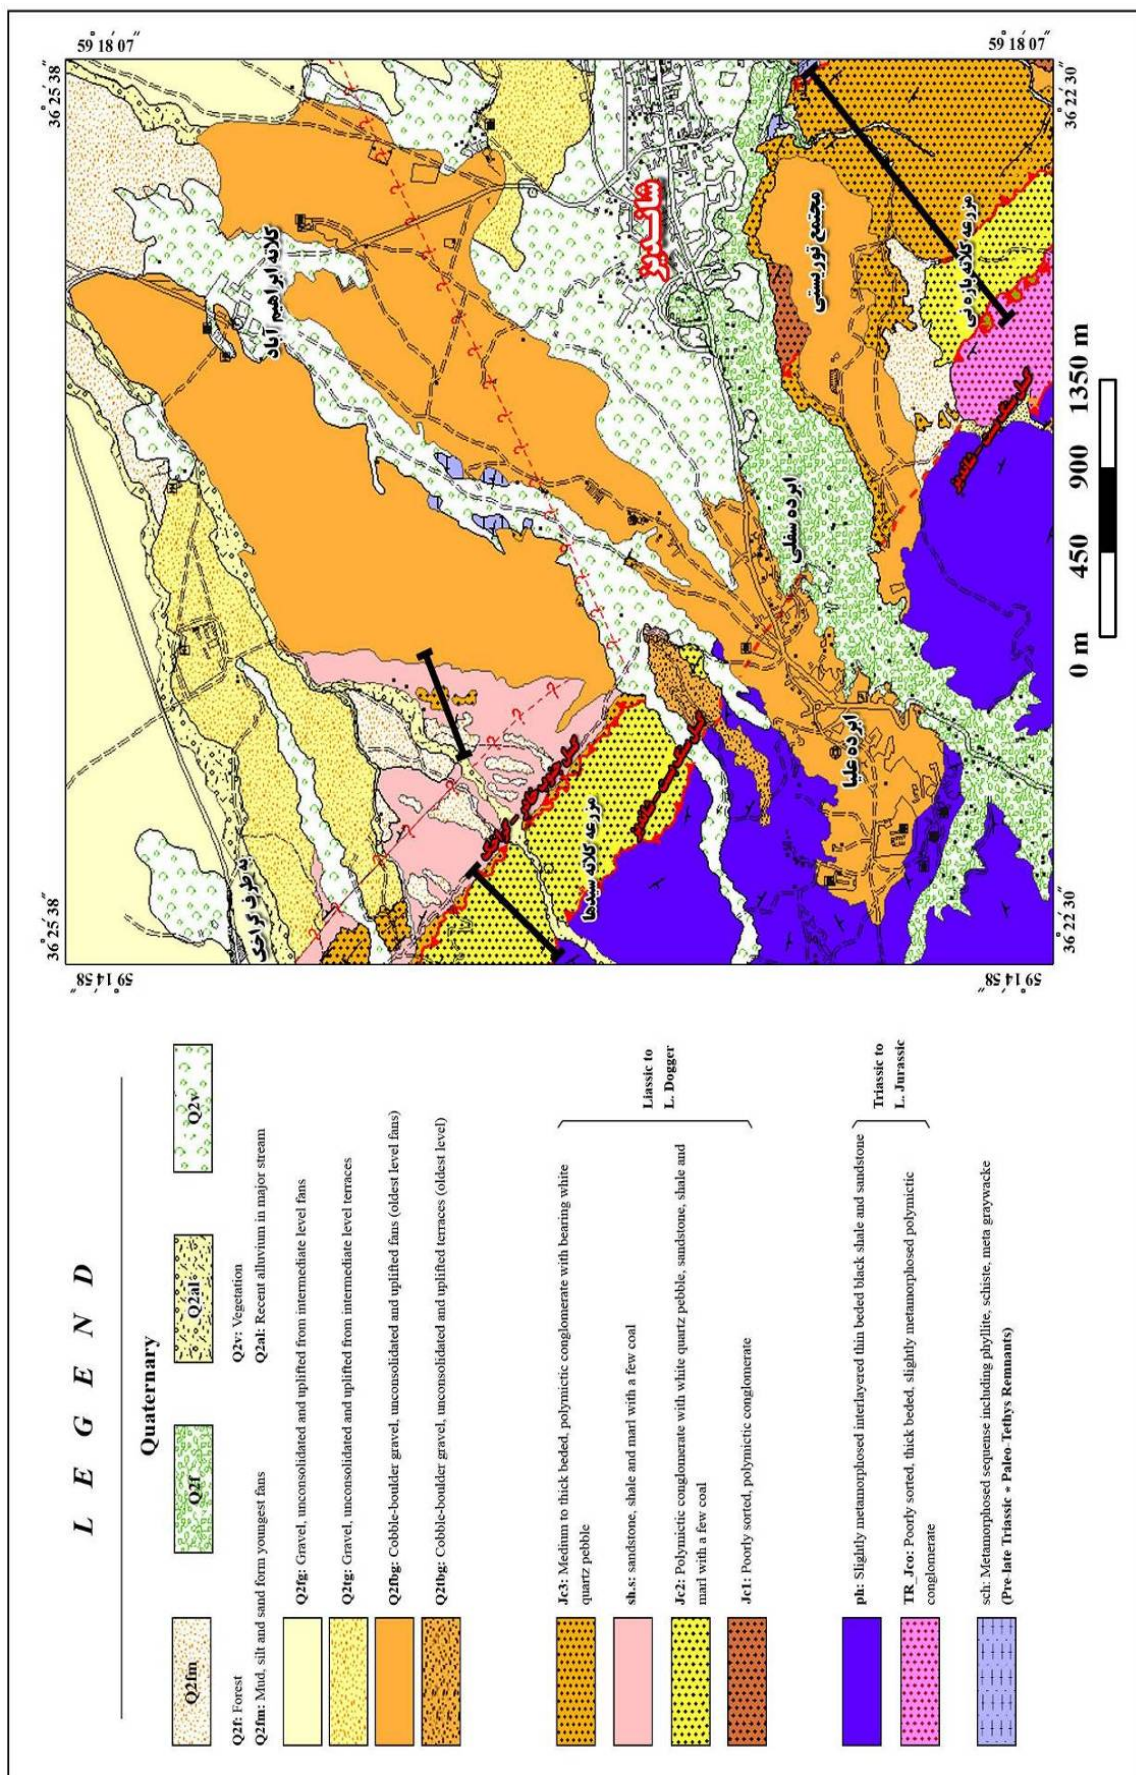 59° 18′ 07″
59° 18′ 07″
36° 25′ 38″
36° 22′ 30″
36° 25′ 38″
36° 22′ 30″
59° 14′ 58″
59° 14′ 58″
شاندیز
کلاته ابراهیم آباد
مجتمع توریستی
مزرعه کلاته بازه نی
ابرده سفلی
ابرده علیا
مزرعه کلاته سیدها
به طرف گراخک
0 m 450 900 1350 m
L E G E N D
Quaternary
Q2fm
Q2f
Q2al
Q2v
Q2f: Forest
Q2v: Vegetation
Q2fm: Mud, silt and sand form youngest fans
Q2al: Recent alluvium in major stream
Q2fg: Gravel, unconsolidated and uplifted from intermediate level fans
Q2tg: Gravel, unconsolidated and uplifted from intermediate level terraces
Q2fbg: Cobble-boulder gravel, unconsolidated and uplifted fans (oldest level fans)
Q2tbg: Cobble-boulder gravel, unconsolidated and uplifted terraces (oldest level)
Jc3: Medium to thick beded, polymictic conglomerate with bearing white
quartz pebble
sh.s: sandstone, shale and marl with a few coal
Jc2: Polymictic conglomerate with white quartz pebble, sandstone, shale and
marl with a few coal
Jc1: Poorly sorted, polymictic conglomerate
Liassic to
L. Dogger
ph: Slightly metamorphosed interlayered thin beded black shale and sandstone
TR_Jco: Poorly sorted, thick beded, slightly metamorphosed polymictic
conglomerate
Triassic to
L. Jurassic
sch: Metamorphosed sequense including phyllite, schiste, meta graywacke
(Pre-late Triassic + Paleo-Tethys Remnants)